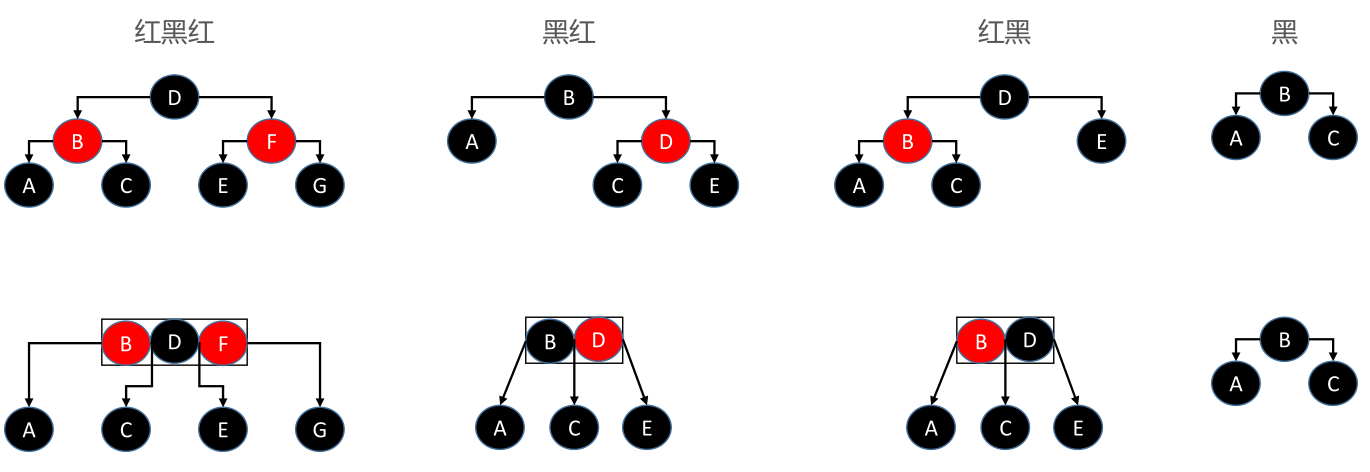 红黑红 黑红 红黑 黑
D B D B
B F A D B E A C
A C E G C E A C
B D F B D B D B
A C E G A C E A C E A C